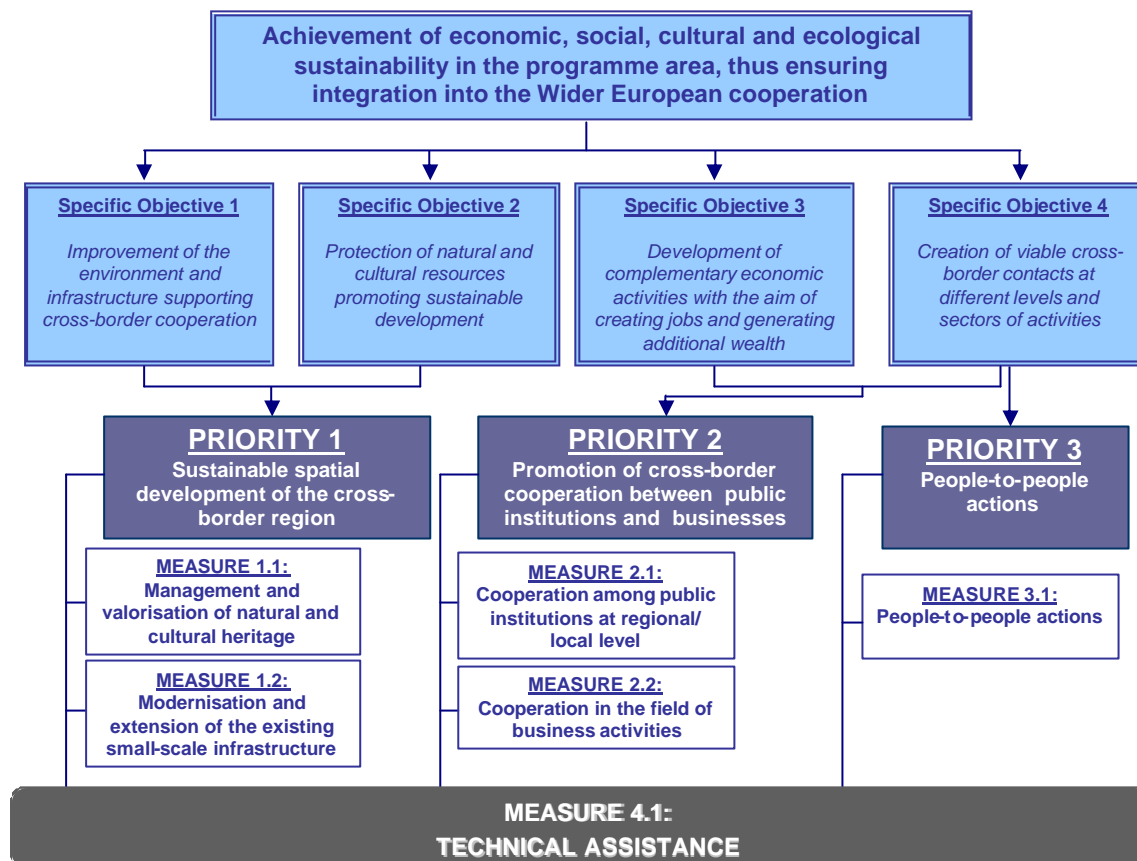 Achievement of economic, social, cultural and ecological
sustainability in the programme area, thus ensuring
integration into the Wider European cooperation
Specific Objective 1
Improvement of the
environment and
infrastructure supporting
cross-border cooperation
Specific Objective 2
Protection of natural and
cultural resources
promoting sustainable
development
Specific Objective 3
Development of
complementary economic
activities with the aim of
creating jobs and generating
additional wealth
Specific Objective 4
Creation of viable cross-
border contacts at
different levels and
sectors of activities
PRIORITY 1
Sustainable spatial
development of the cross-
border region
MEASURE 1.1:
Management and
valorisation of natural and
cultural heritage
MEASURE 1.2:
Modernisation and
extension of the existing
small-scale infrastructure
PRIORITY 2
Promotion of cross-border
cooperation between public
institutions and businesses
MEASURE 2.1:
Cooperation among public
institutions at regional/
local level
MEASURE 2.2:
Cooperation in the field of
business activities
PRIORITY 3
People-to-people
actions
MEASURE 3.1:
People-to-people actions
MEASURE 4.1:
TECHNICAL ASSISTANCE